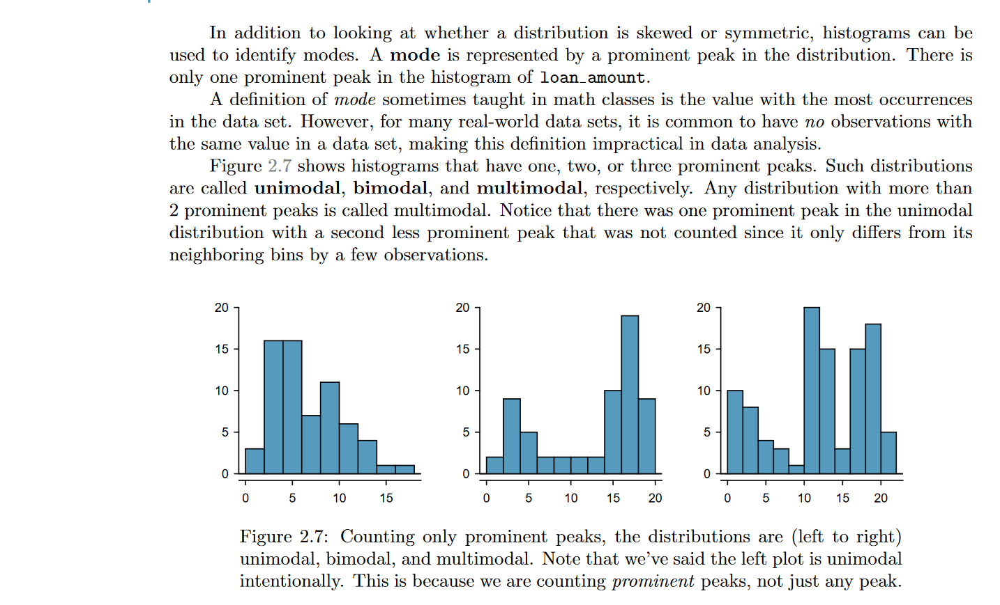 In addition to looking at whether a distribution is skewed or symmetric, histograms can be
used to identify modes. A mode is represented by a prominent peak in the distribution. There is
only one prominent peak in the histogram of loan_amount.
A definition of mode sometimes taught in math classes is the value with the most occurrences
in the data set. However, for many real-world data sets, it is common to have no observations with
the same value in a data set, making this definition impractical in data analysis.
Figure 2.7 shows histograms that have one, two, or three prominent peaks. Such distributions
are called unimodal, bimodal, and multimodal, respectively. Any distribution with more than
2 prominent peaks is called multimodal. Notice that there was one prominent peak in the unimodal
distribution with a second less prominent peak that was not counted since it only differs from its
neighboring bins by a few observations.
20
15
10
5
0
0 5 10 15
20
15
10
5
0
0 5 10 15 20
20
15
10
5
0
0 5 10 15 20
Figure 2.7: Counting only prominent peaks, the distributions are (left to right)
unimodal, bimodal, and multimodal. Note that we've said the left plot is unimodal
intentionally. This is because we are counting prominent peaks, not just any peak.